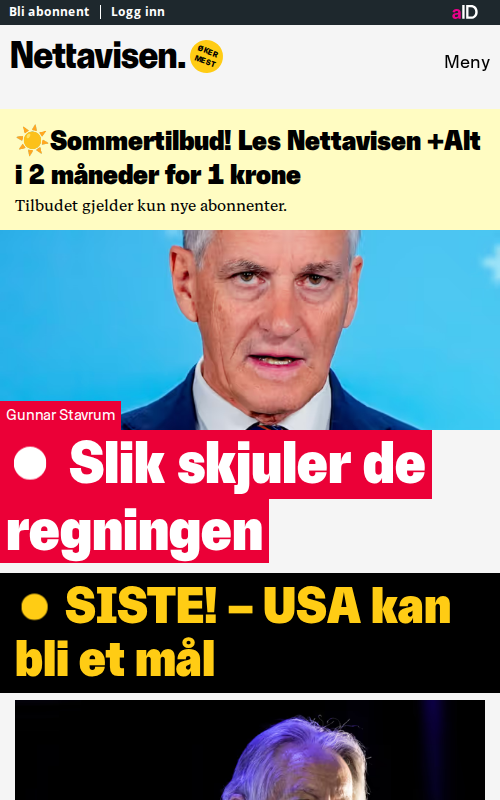 Bli abonnent | Logg inn
aID
Nettavisen.
ØKER
MEST
Meny
☀️Sommertilbud! Les Nettavisen +Alt
i 2 måneder for 1 krone
Tilbudet gjelder kun nye abonnenter.
Gunnar Stavrum
● Slik skjuler de
regningen
● SISTE! – USA kan
bli et mål